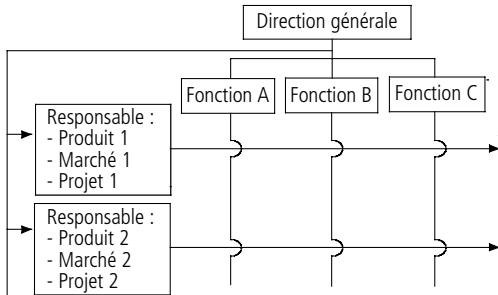 Direction générale
Fonction A
Fonction B
Fonction C
Responsable :
- Produit 1
- Marché 1
- Projet 1
Responsable :
- Produit 2
- Marché 2
- Projet 2